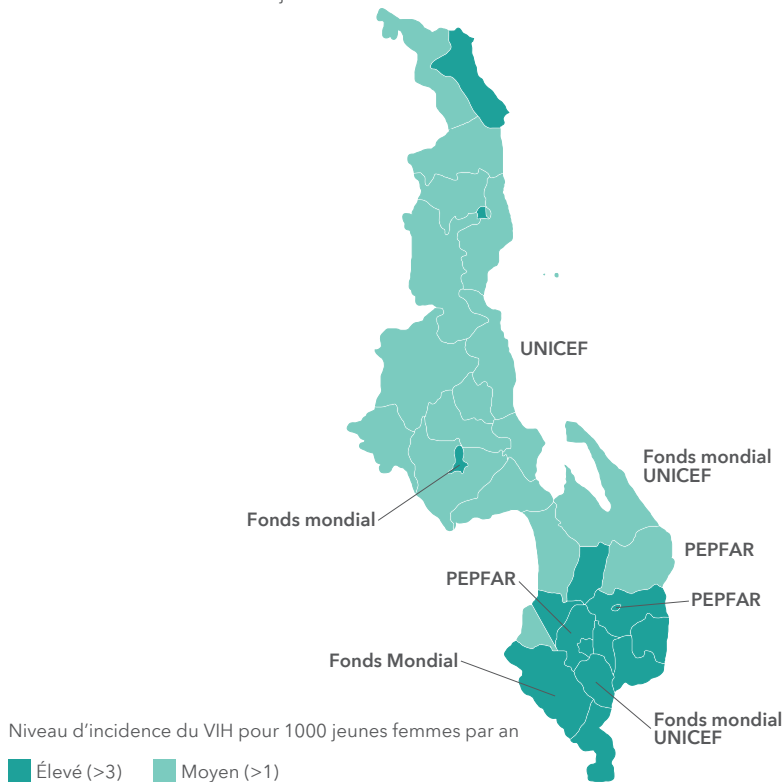 UNICEF
Fonds mondial
UNICEF
Fonds mondial
PEPFAR
PEPFAR
PEPFAR
Fonds Mondial
Fonds mondial
UNICEF
Niveau d'incidence du VIH pour 1000 jeunes femmes par an
Élevé (>3)
Moyen (>1)